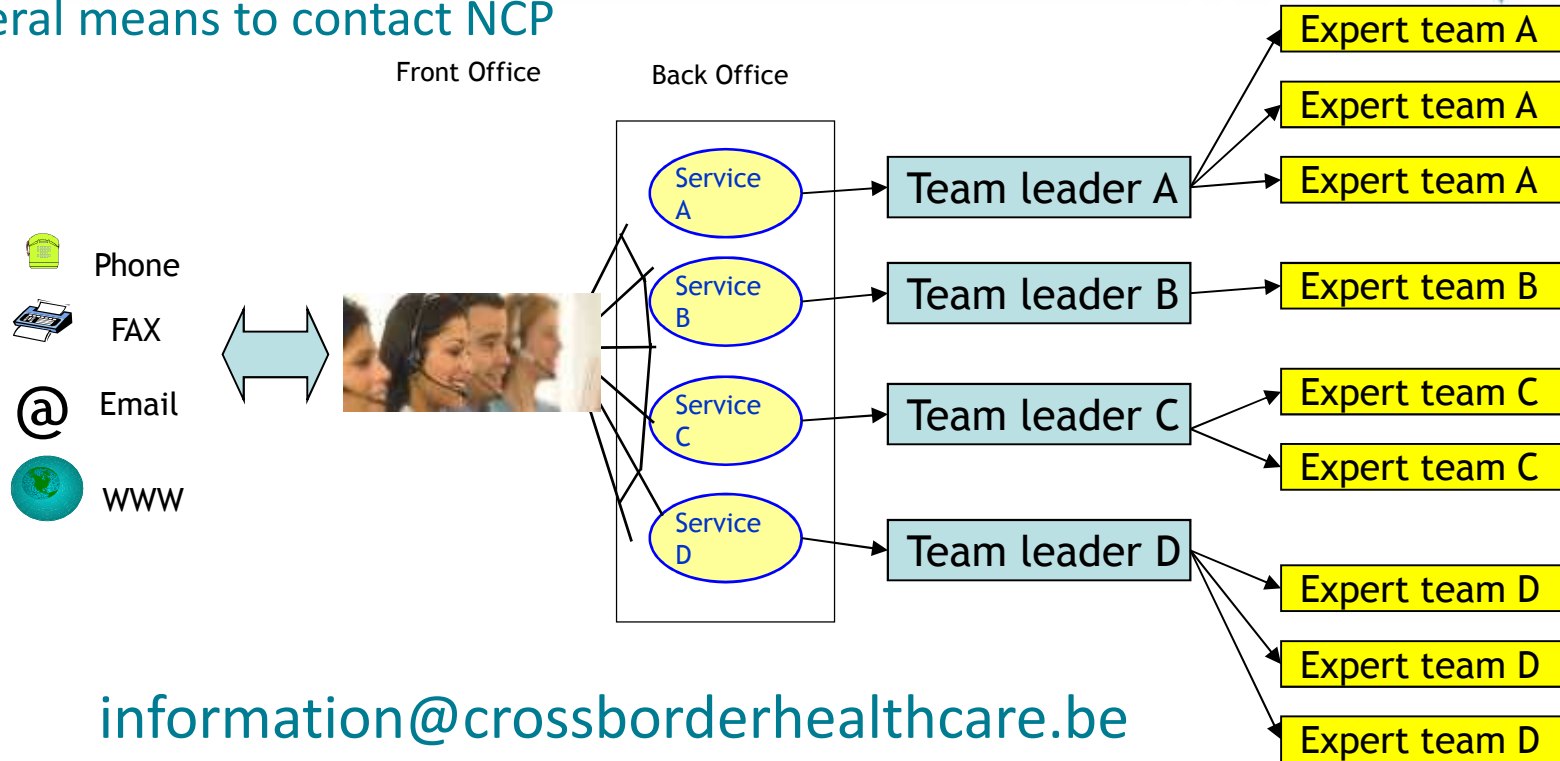 means to contact NCP
Front Office
Back Office
Phone
FAX
@
Email
WWW
Service
A
Service
B
Service
C
Service
D
Team leader A
Team leader B
Team leader C
Team leader D
Expert team A
Expert team A
Expert team A
Expert team B
Expert team C
Expert team C
Expert team D
Expert team D
Expert team D
information@crossborderhealthcare.be